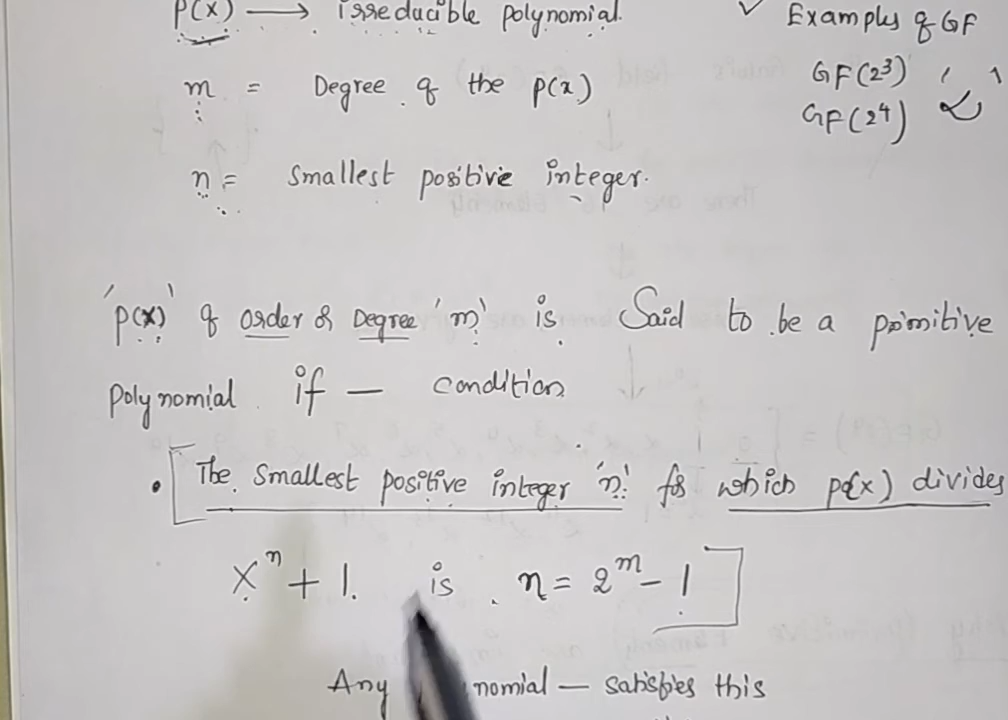 P(x) → irreducible polynomial.
✓ Examples of GF
m = Degree of the p(x)
GF(2³)
GF(2⁴)
n = smallest positive integer.
'p(x)' of order or Degree 'm' is Said to be a primitive
polynomial if — condition
• [The smallest positive integer 'n' for which p(x) divides
xⁿ + 1. is n = 2ᵐ − 1]
Any nomial — satisfies this